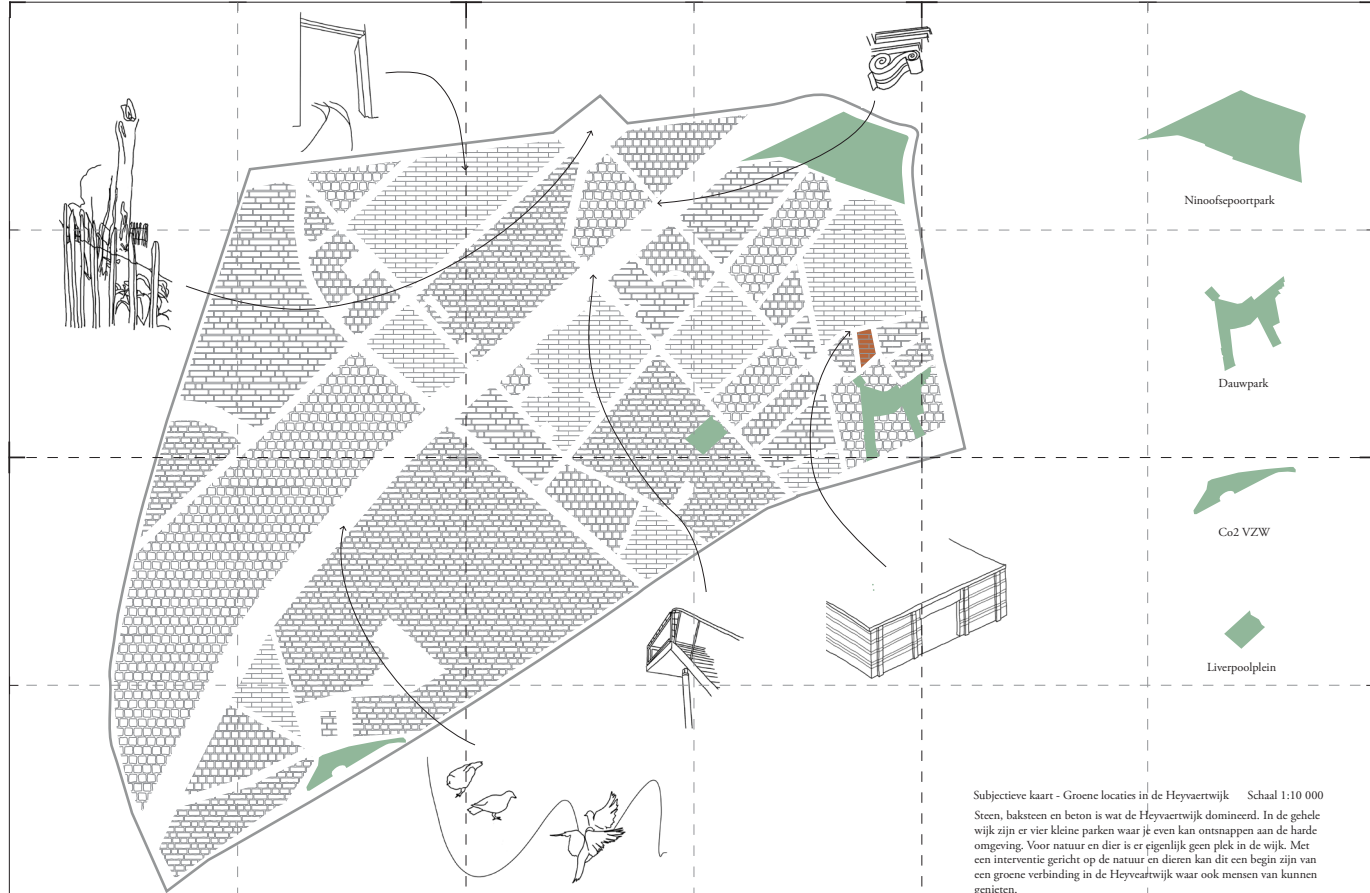 Ninoofsepoortpark
Dauwpark
Co2 VZW
Liverpoolplein
Subjectieve kaart - Groene locaties in de Heyvaertwijk Schaal 1:10 000
Steen, baksteen en beton is wat de Heyvaertwijk domineerd. In de gehele
wijk zijn er vier kleine parken waar je even kan ontsnappen aan de harde
omgeving. Voor natuur en dier is er eigenlijk geen plek in de wijk. Met
een interventie gericht op de natuur en dieren kan dit een begin zijn van
een groene verbinding in de Heyveartwijk waar ook mensen van kunnen
genieten.